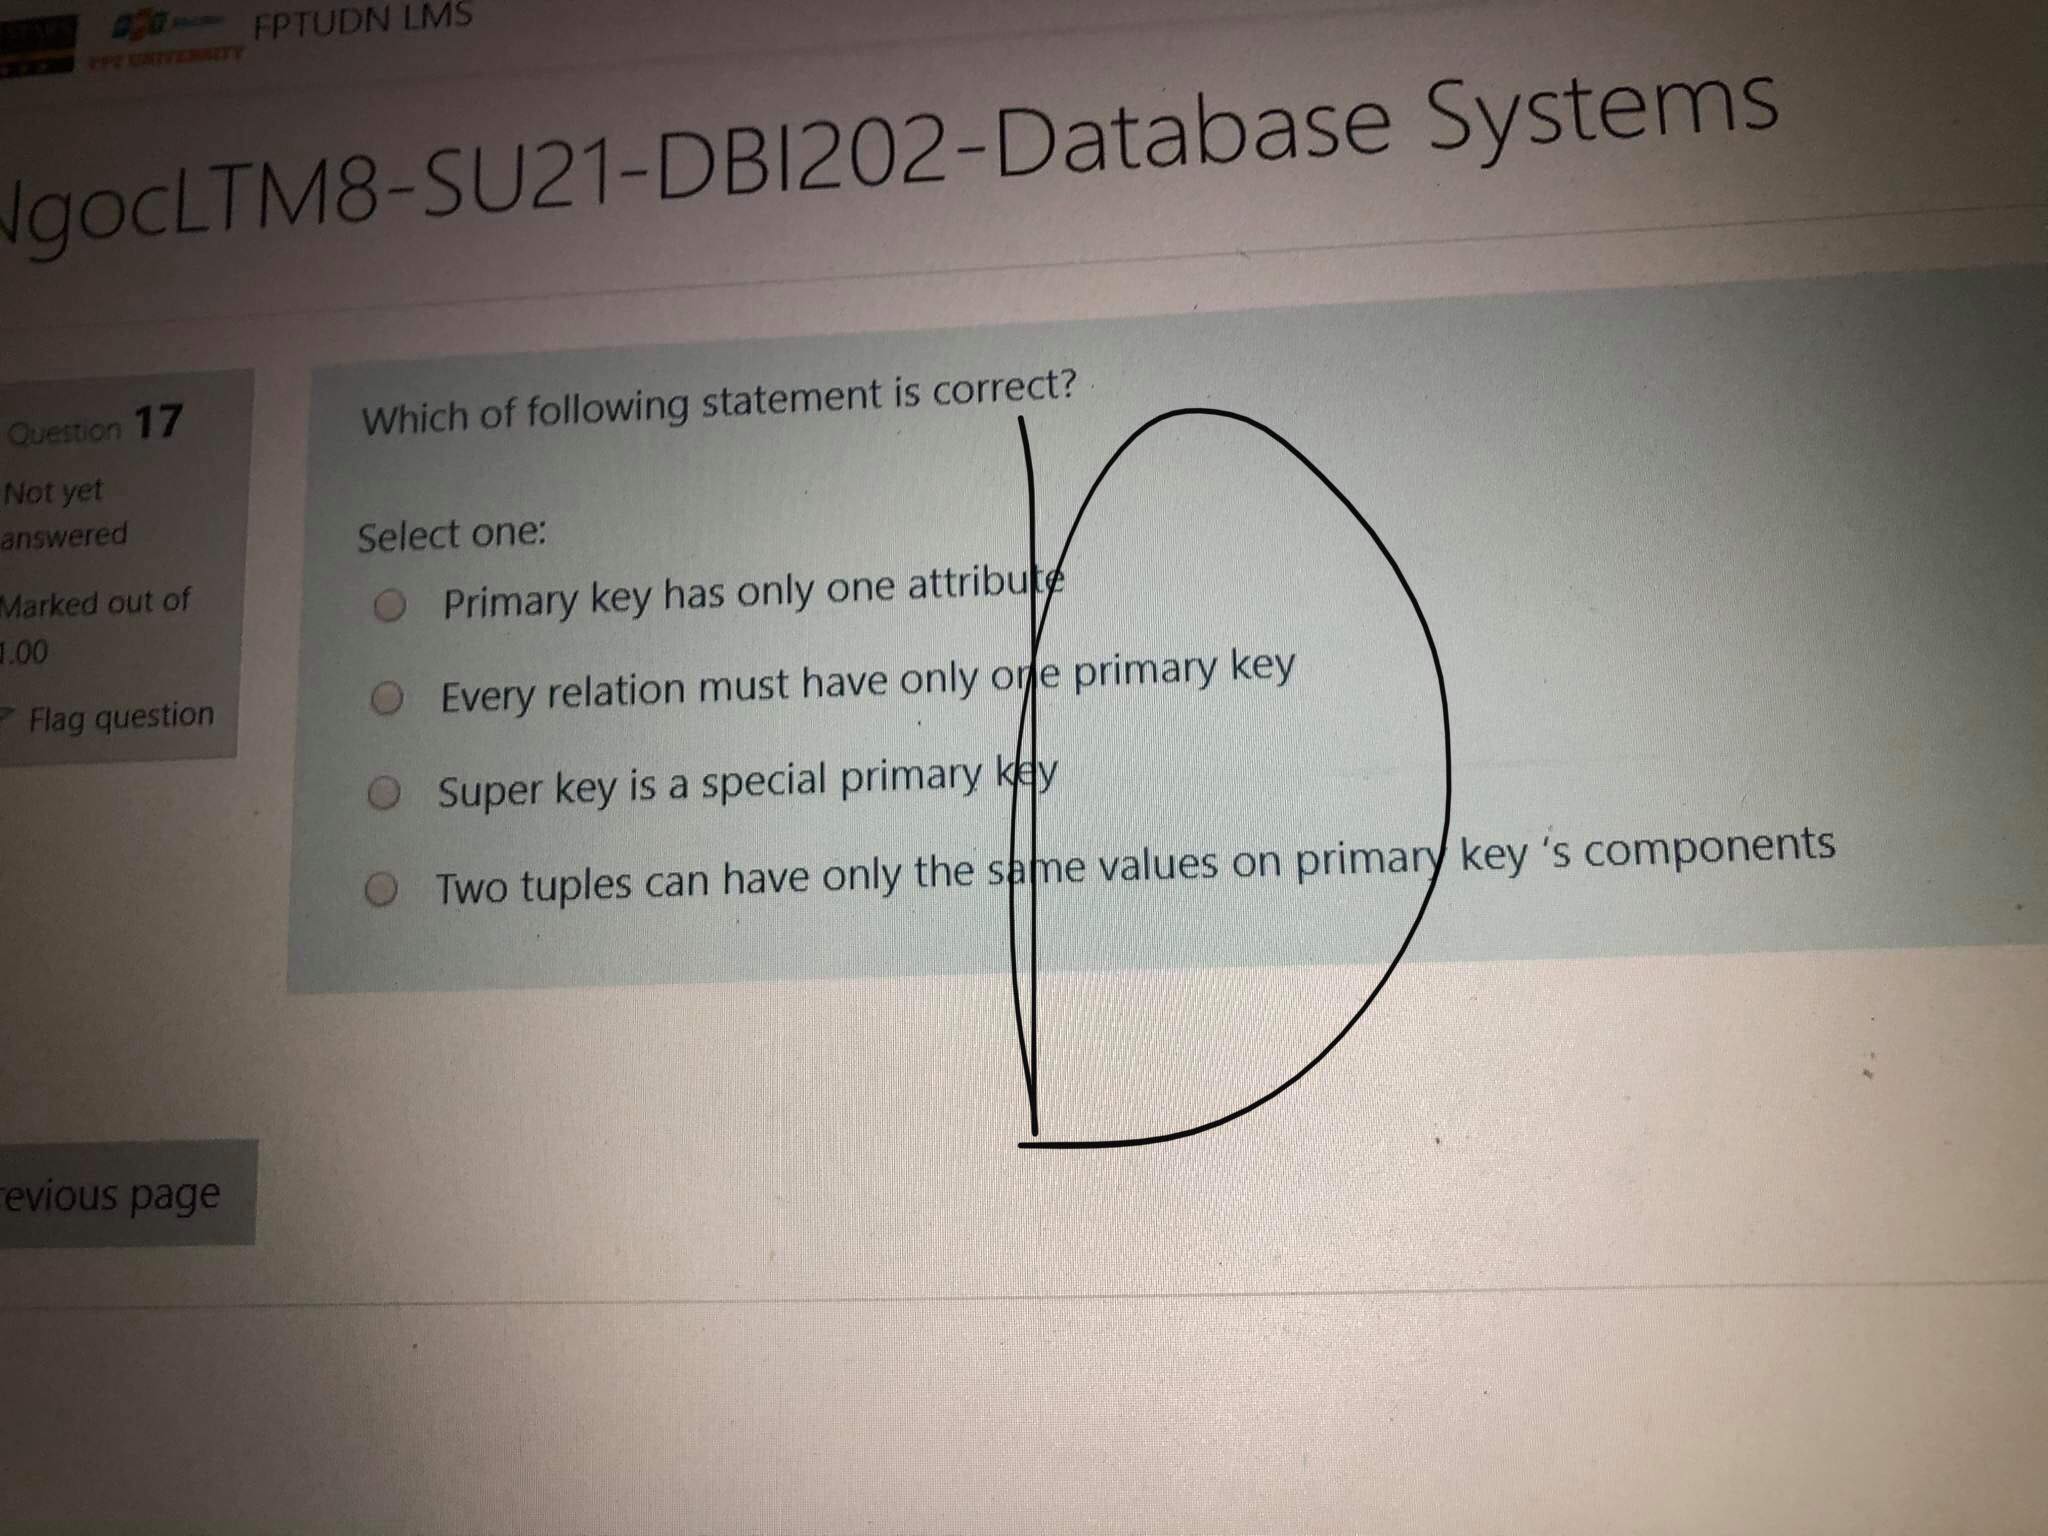 FPTUDN LMS
FPT UNIVERSITY
NgocLTM8-SU21-DBI202-Database Systems
Question 17
Not yet
answered
Marked out of
1.00
Flag question
Which of following statement is correct?
Select one:
Primary key has only one attribute
Every relation must have only one primary key
Super key is a special primary key
Two tuples can have only the same values on primary key 's components
D
revious page